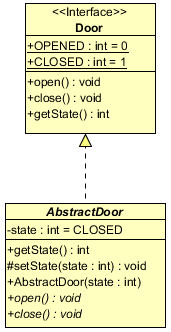 <<Interface>>
Door
+OPENED : int = 0
+CLOSED : int = 1
+open() : void
+close() : void
+getState() : int
AbstractDoor
-state : int = CLOSED
+getState() : int
#setState(state : int) : void
+AbstractDoor(state : int)
+open() : void
+close() : void